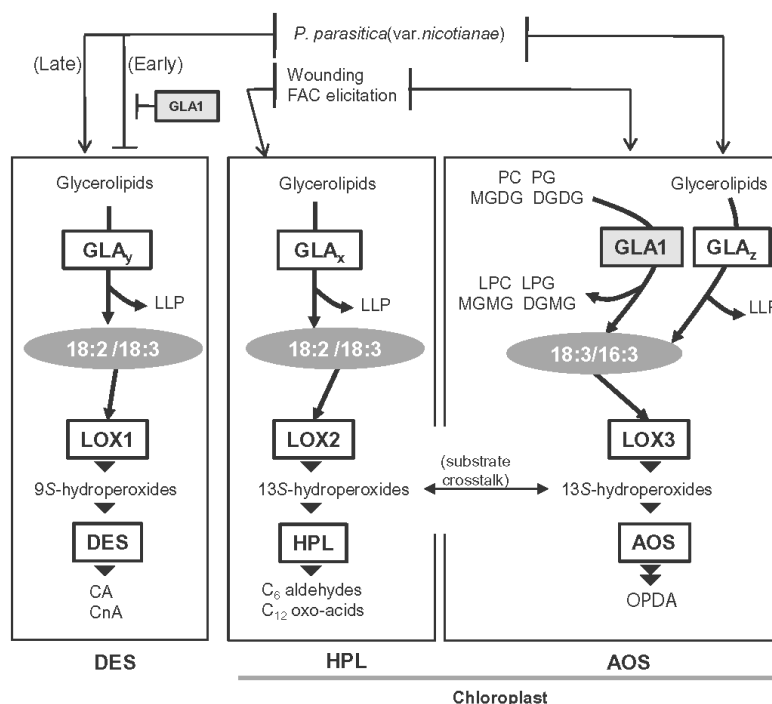 P. parasitica(var.nicotianae)
(Late)
(Early)
Wounding
FAC elicitation
GLA1
Glycerolipids
GLAy
LLP
18:2 /18:3
LOX1
9S-hydroperoxides
DES
CA
CnA
DES
Glycerolipids
GLAx
LLP
18:2 /18:3
LOX2
13S-hydroperoxides
HPL
C6 aldehydes
C12 oxo-acids
HPL
(substrate
crosstalk)
PC PG
MGDG DGDG
Glycerolipids
GLA1
GLAz
LPC LPG
MGMG DGMG
LLP
18:3/16:3
LOX3
13S-hydroperoxides
AOS
OPDA
AOS
Chloroplast